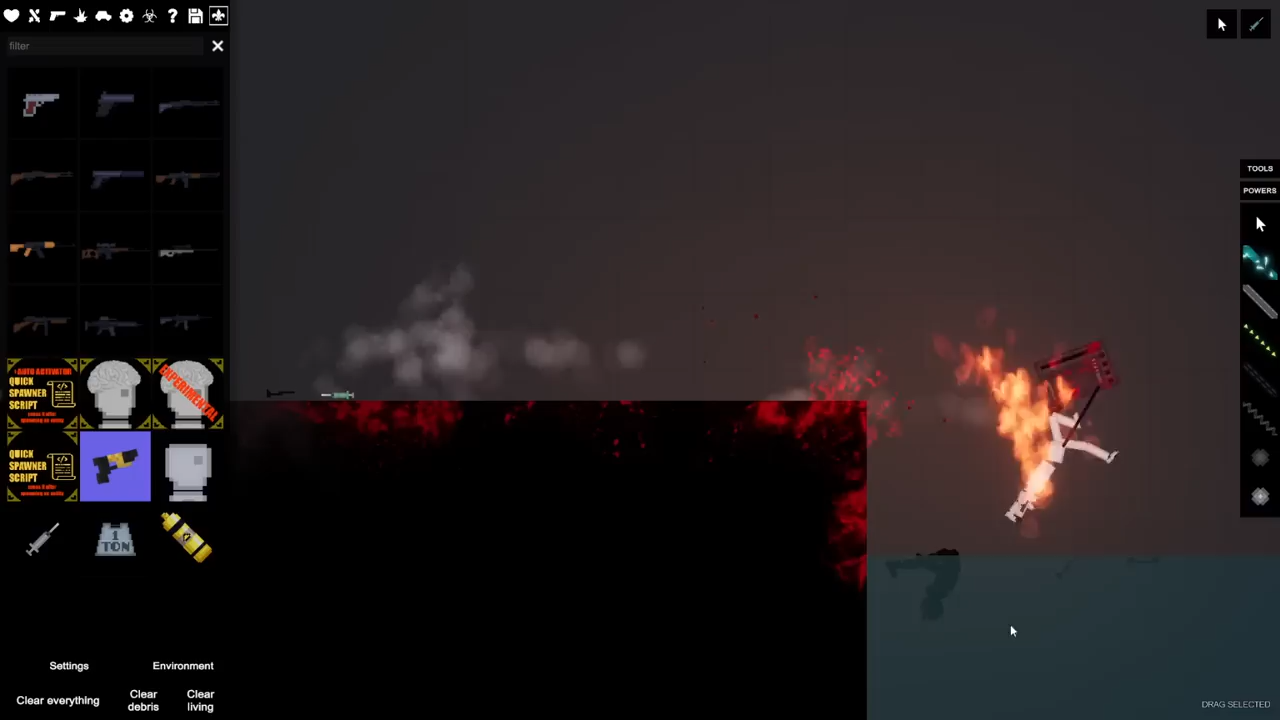 ?
filter
TOOLS
POWERS
+AUTO ACTIVATOR
QUICK
SPAWNER
SCRIPT
EXPERIMENTAL
QUICK
SPAWNER
SCRIPT
1
TON
Settings
Environment
Clear everything
Clear
debris
Clear
living
DRAG SELECTED